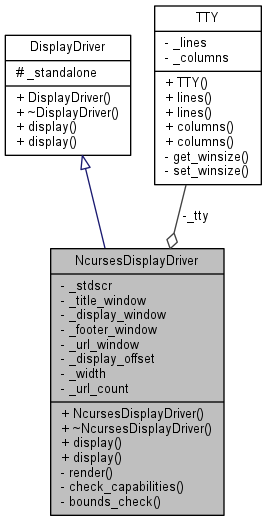 TTY
- _lines
- _columns
+ TTY()
+ lines()
+ lines()
+ columns()
+ columns()
- get_winsize()
- set_winsize()
DisplayDriver
# _standalone
+ DisplayDriver()
+ ~DisplayDriver()
+ display()
+ display()
-_tty
NcursesDisplayDriver
- _stdscr
- _title_window
- _display_window
- _footer_window
- _url_window
- _display_offset
- _width
- _url_count
+ NcursesDisplayDriver()
+ ~NcursesDisplayDriver()
+ display()
+ display()
- render()
- check_capabilities()
- bounds_check()